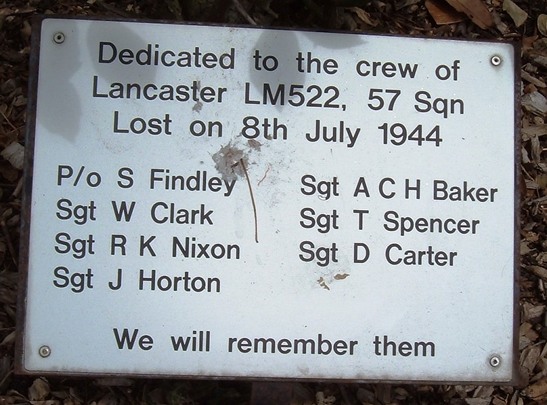 Dedicated to the crew of
Lancaster LM522, 57 Sqn
Lost on 8th July 1944
P/o S Findley
Sgt W Clark
Sgt R K Nixon
Sgt J Horton
Sgt A C H Baker
Sgt T Spencer
Sgt D Carter
We will remember them